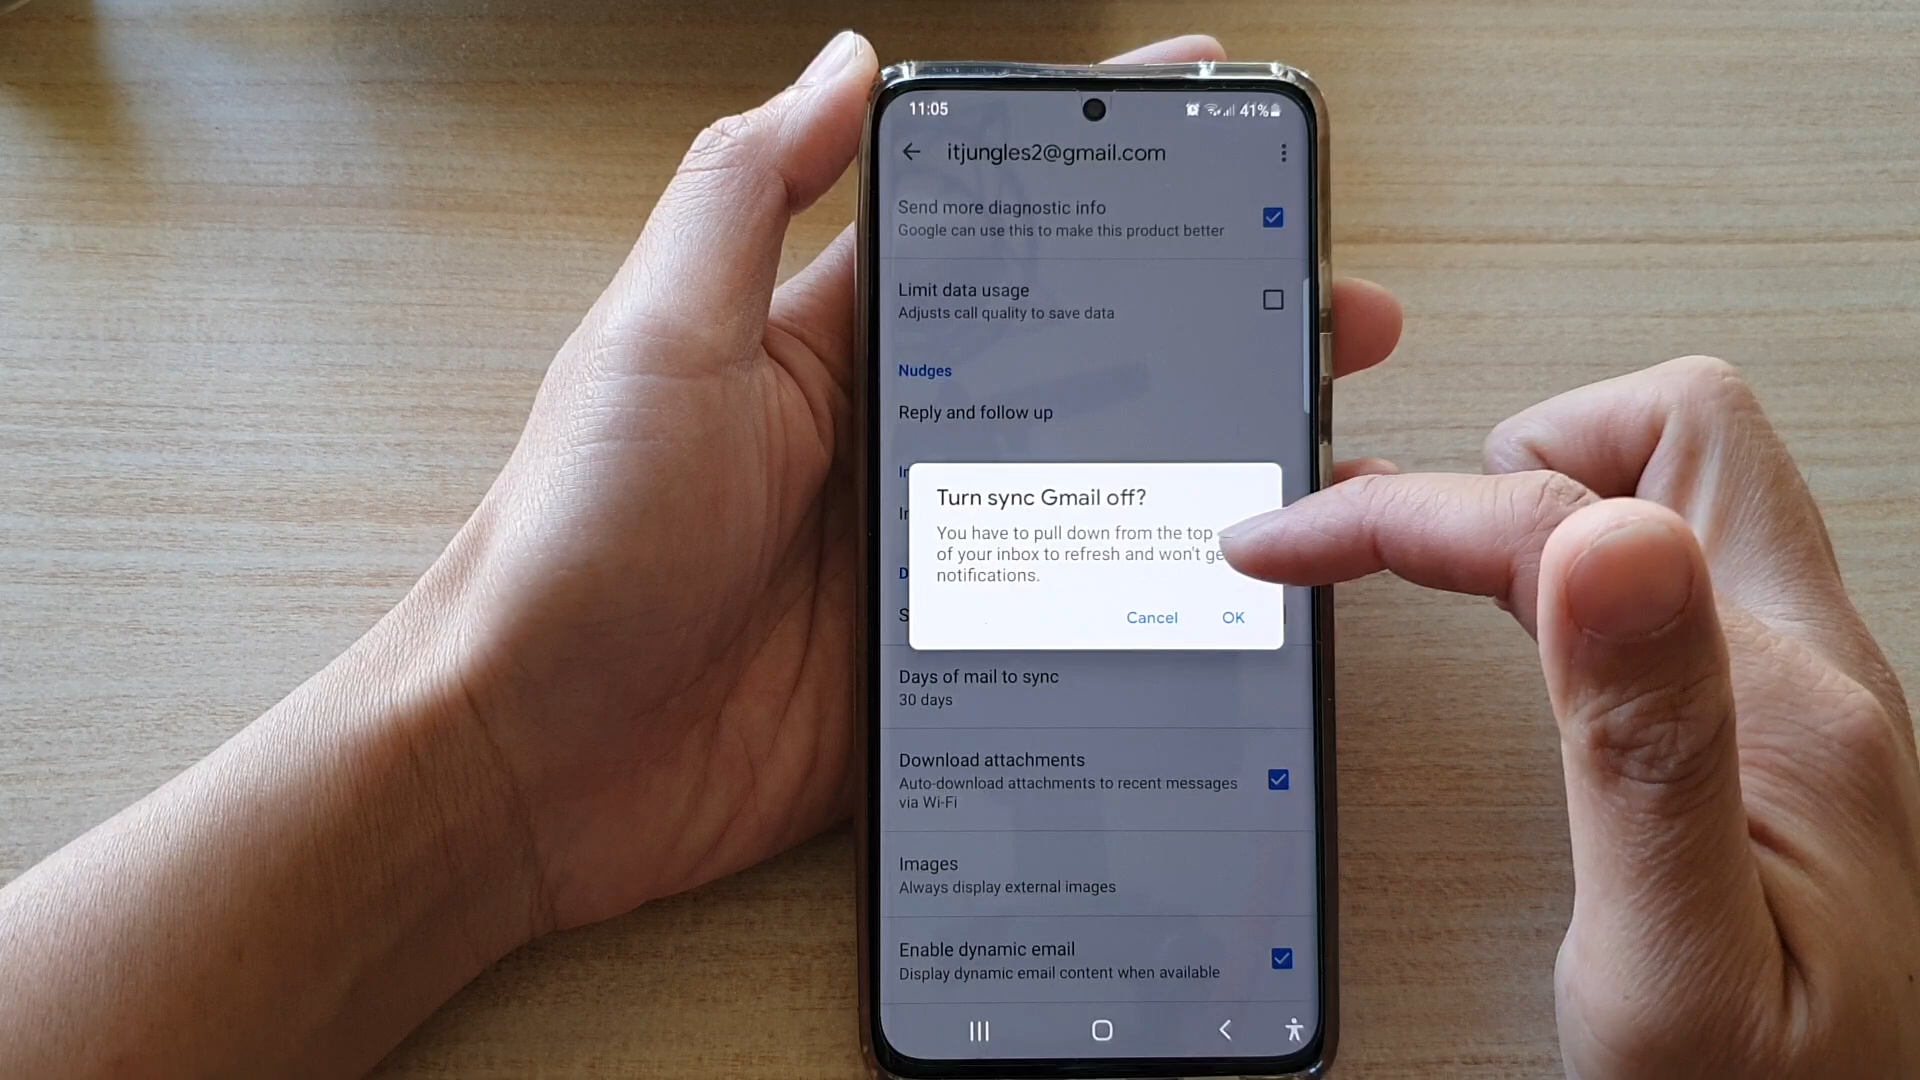 11:05
41%
itjungles2@gmail.com
Send more diagnostic info
Google can use this to make this product better
Limit data usage
Adjusts call quality to save data
Nudges
Reply and follow up
Turn sync Gmail off?
You have to pull down from the top
of your inbox to refresh and won't
notifications.
Cancel OK
Days of mail to sync
30 days
Download attachments
Auto-download attachments to recent messages
via Wi-Fi
Images
Always display external images
Enable dynamic email
Display dynamic email content when available